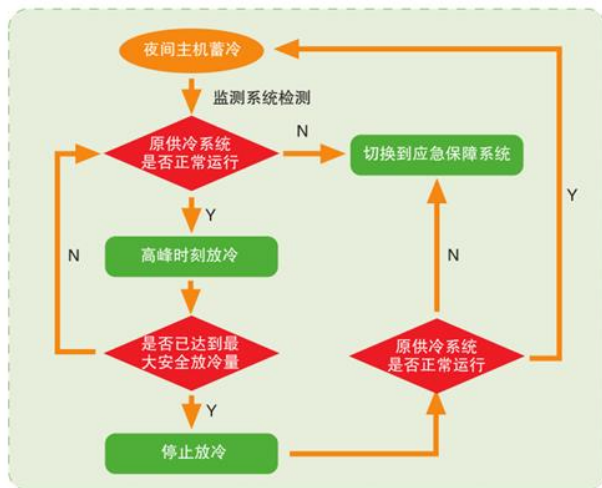 夜间主机蓄冷
监测系统检测
原供冷系统
是否正常运行
N
切换到应急保障系统
Y
Y
高峰时刻放冷
N
N
是否已达到最
大安全放冷量
原供冷系统
是否正常运行
Y
停止放冷